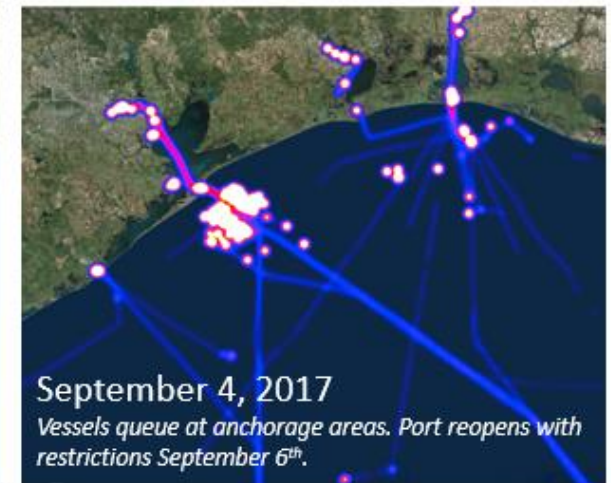 September 4, 2017
Vessels queue at anchorage areas. Port reopens with
restrictions September 6th.